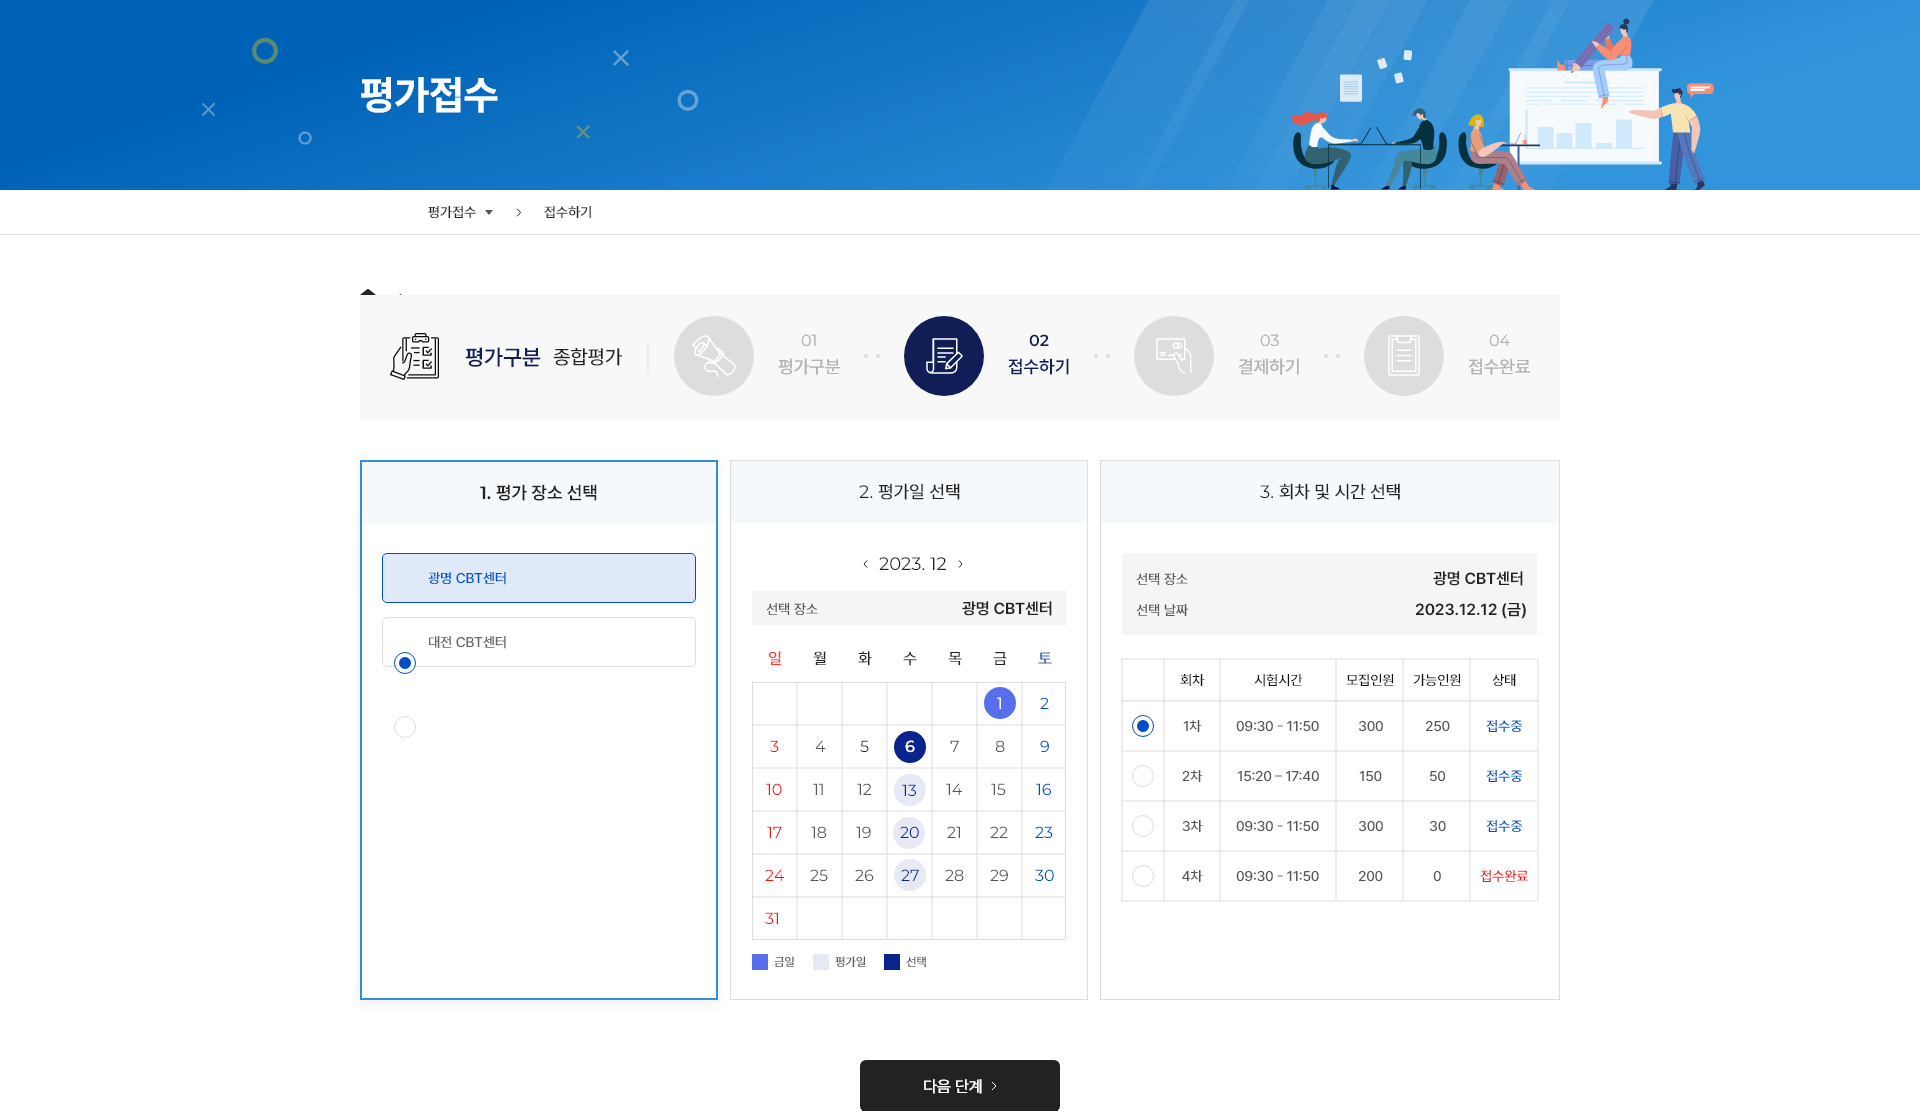 평가접수
평가접수 접수하기
평가구분 종합평가
01
평가구분
02
접수하기
03
결제하기
04
접수완료
1. 평가 장소 선택
광명 CBT센터
대전 CBT센터
2. 평가일 선택
2023. 12
선택 장소 광명 CBT센터
일 월 화 수 목 금 토
1 2
3 4 5 6 7 8 9
10 11 12 13 14 15 16
17 18 19 20 21 22 23
24 25 26 27 28 29 30
31
금일 평가일 선택
3. 회차 및 시간 선택
선택 장소 광명 CBT센터
선택 날짜 2023.12.12 (금)
회차 시험시간 모집인원 가능인원 상태
1차 09:30 - 11:50 300 250 접수중
2차 15:20 – 17:40 150 50 접수중
3차 09:30 - 11:50 300 30 접수중
4차 09:30 - 11:50 200 0 접수완료
다음 단계